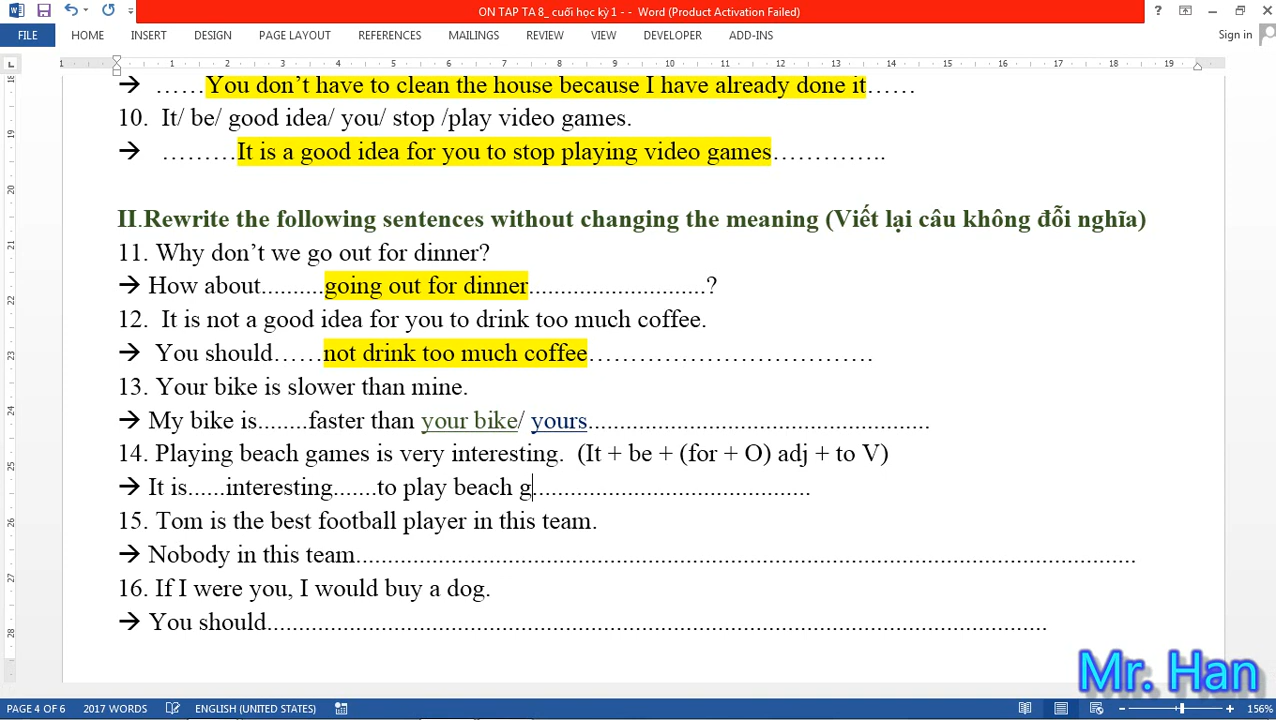 ON TAP TA 8_ cuối học kỳ 1 - - Word (Product Activation Failed)
FILE HOME INSERT DESIGN PAGE LAYOUT REFERENCES MAILINGS REVIEW VIEW DEVELOPER ADD-INS Sign in
→ ……You don’t have to clean the house because I have already done it……
10. It/ be/ good idea/ you/ stop /play video games.
→ ………It is a good idea for you to stop playing video games…………..
II.Rewrite the following sentences without changing the meaning (Viết lại câu không đỗi nghĩa)
11. Why don’t we go out for dinner?
→ How about..........going out for dinner............................?
12. It is not a good idea for you to drink too much coffee.
→ You should……not drink too much coffee……………………………….
13. Your bike is slower than mine.
→ My bike is........faster than your bike/ yours...........................................
14. Playing beach games is very interesting. (It + be + (for + O) adj + to V)
→ It is......interesting.......to play beach g...................................
15. Tom is the best football player in this team.
→ Nobody in this team..............................................................................................
16. If I were you, I would buy a dog.
→ You should............................................................................................
Mr. Han
PAGE 4 OF 6 2017 WORDS ENGLISH (UNITED STATES) 156%